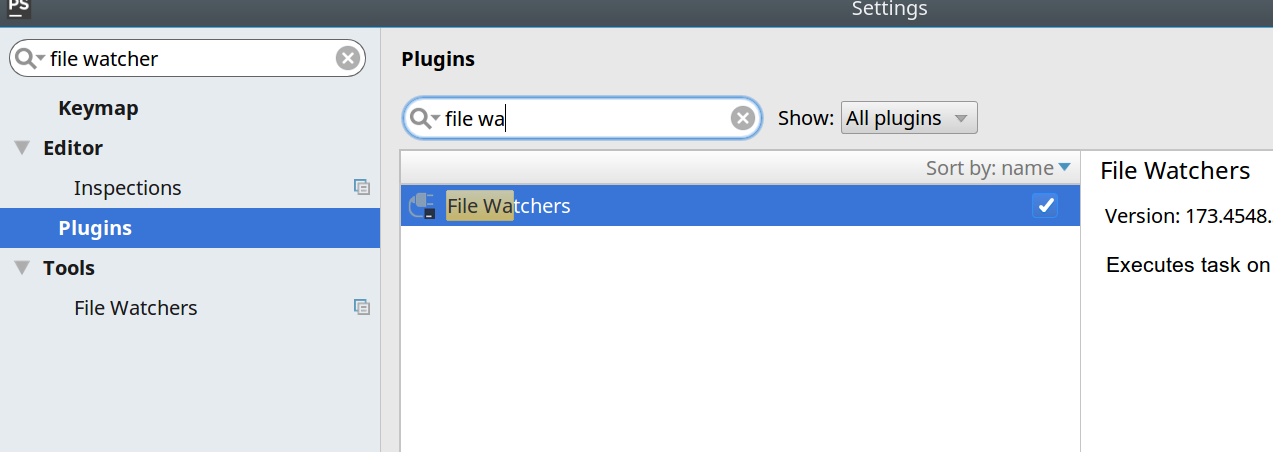 PS
Settings
file watcher
Keymap
Editor
Inspections
Plugins
Tools
File Watchers
Plugins
file wa
Show: All plugins
Sort by: name
File Watchers
File Watchers
Version: 173.4548.
Executes task on